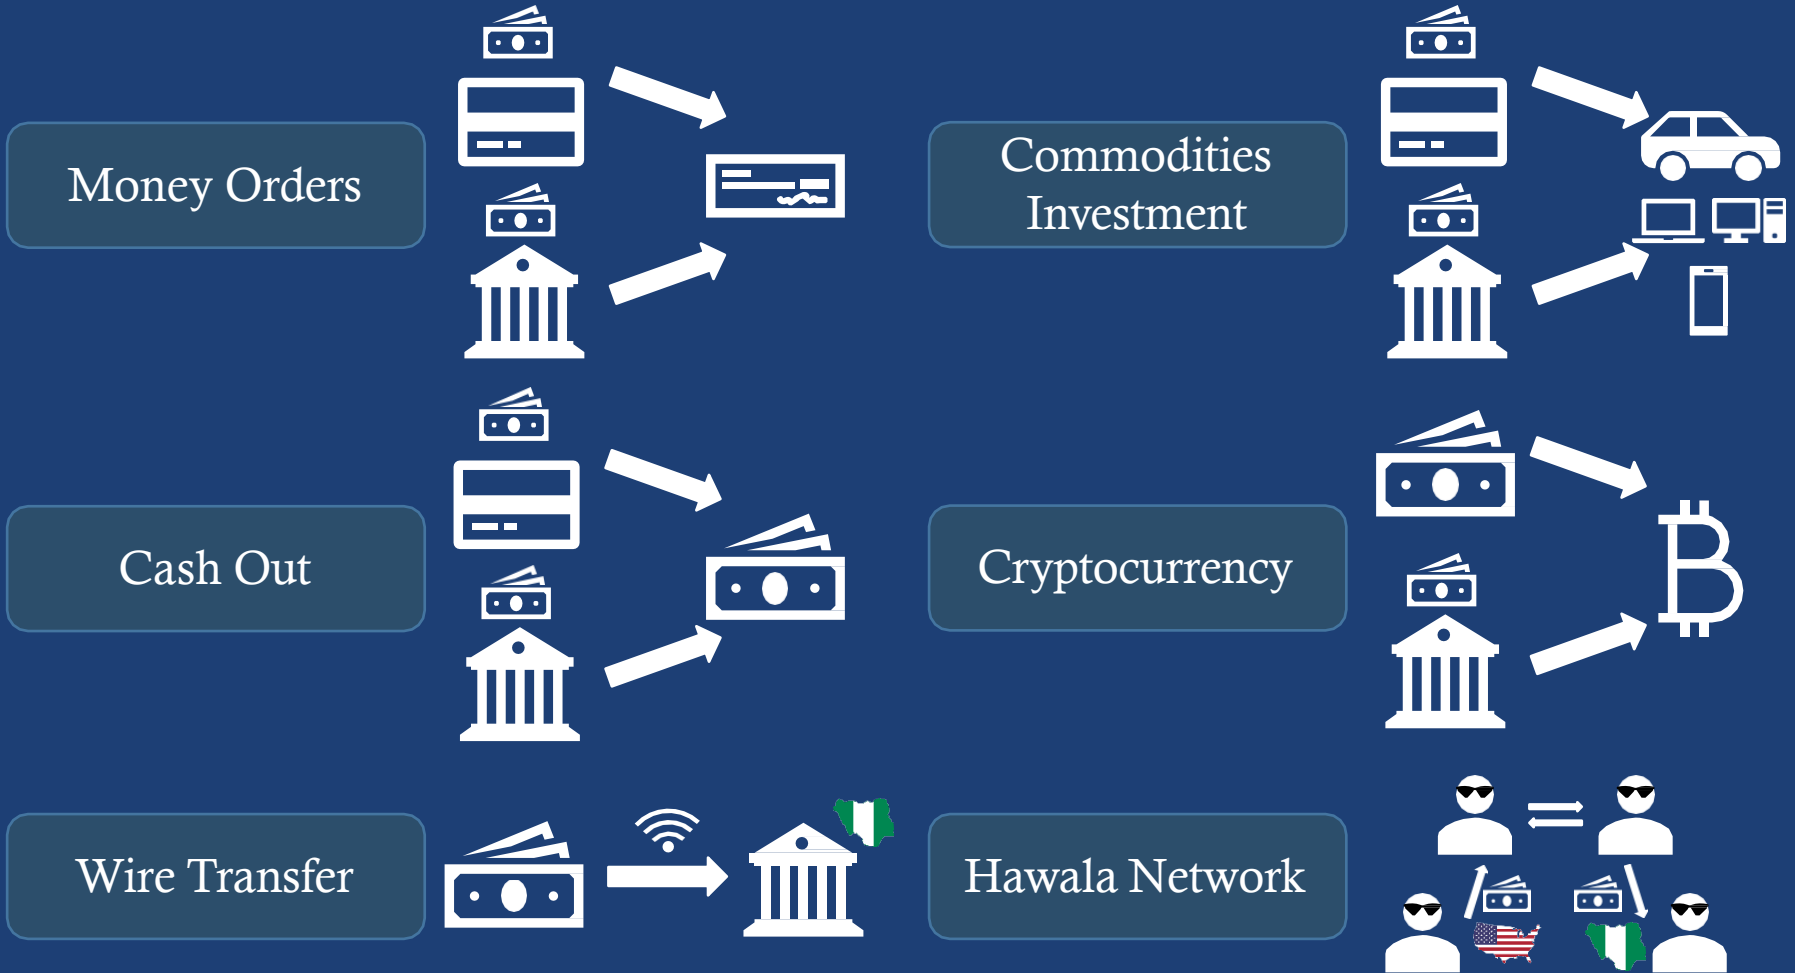 Money Orders
Commodities
Investment
Cash Out
Cryptocurrency
Wire Transfer
Hawala Network